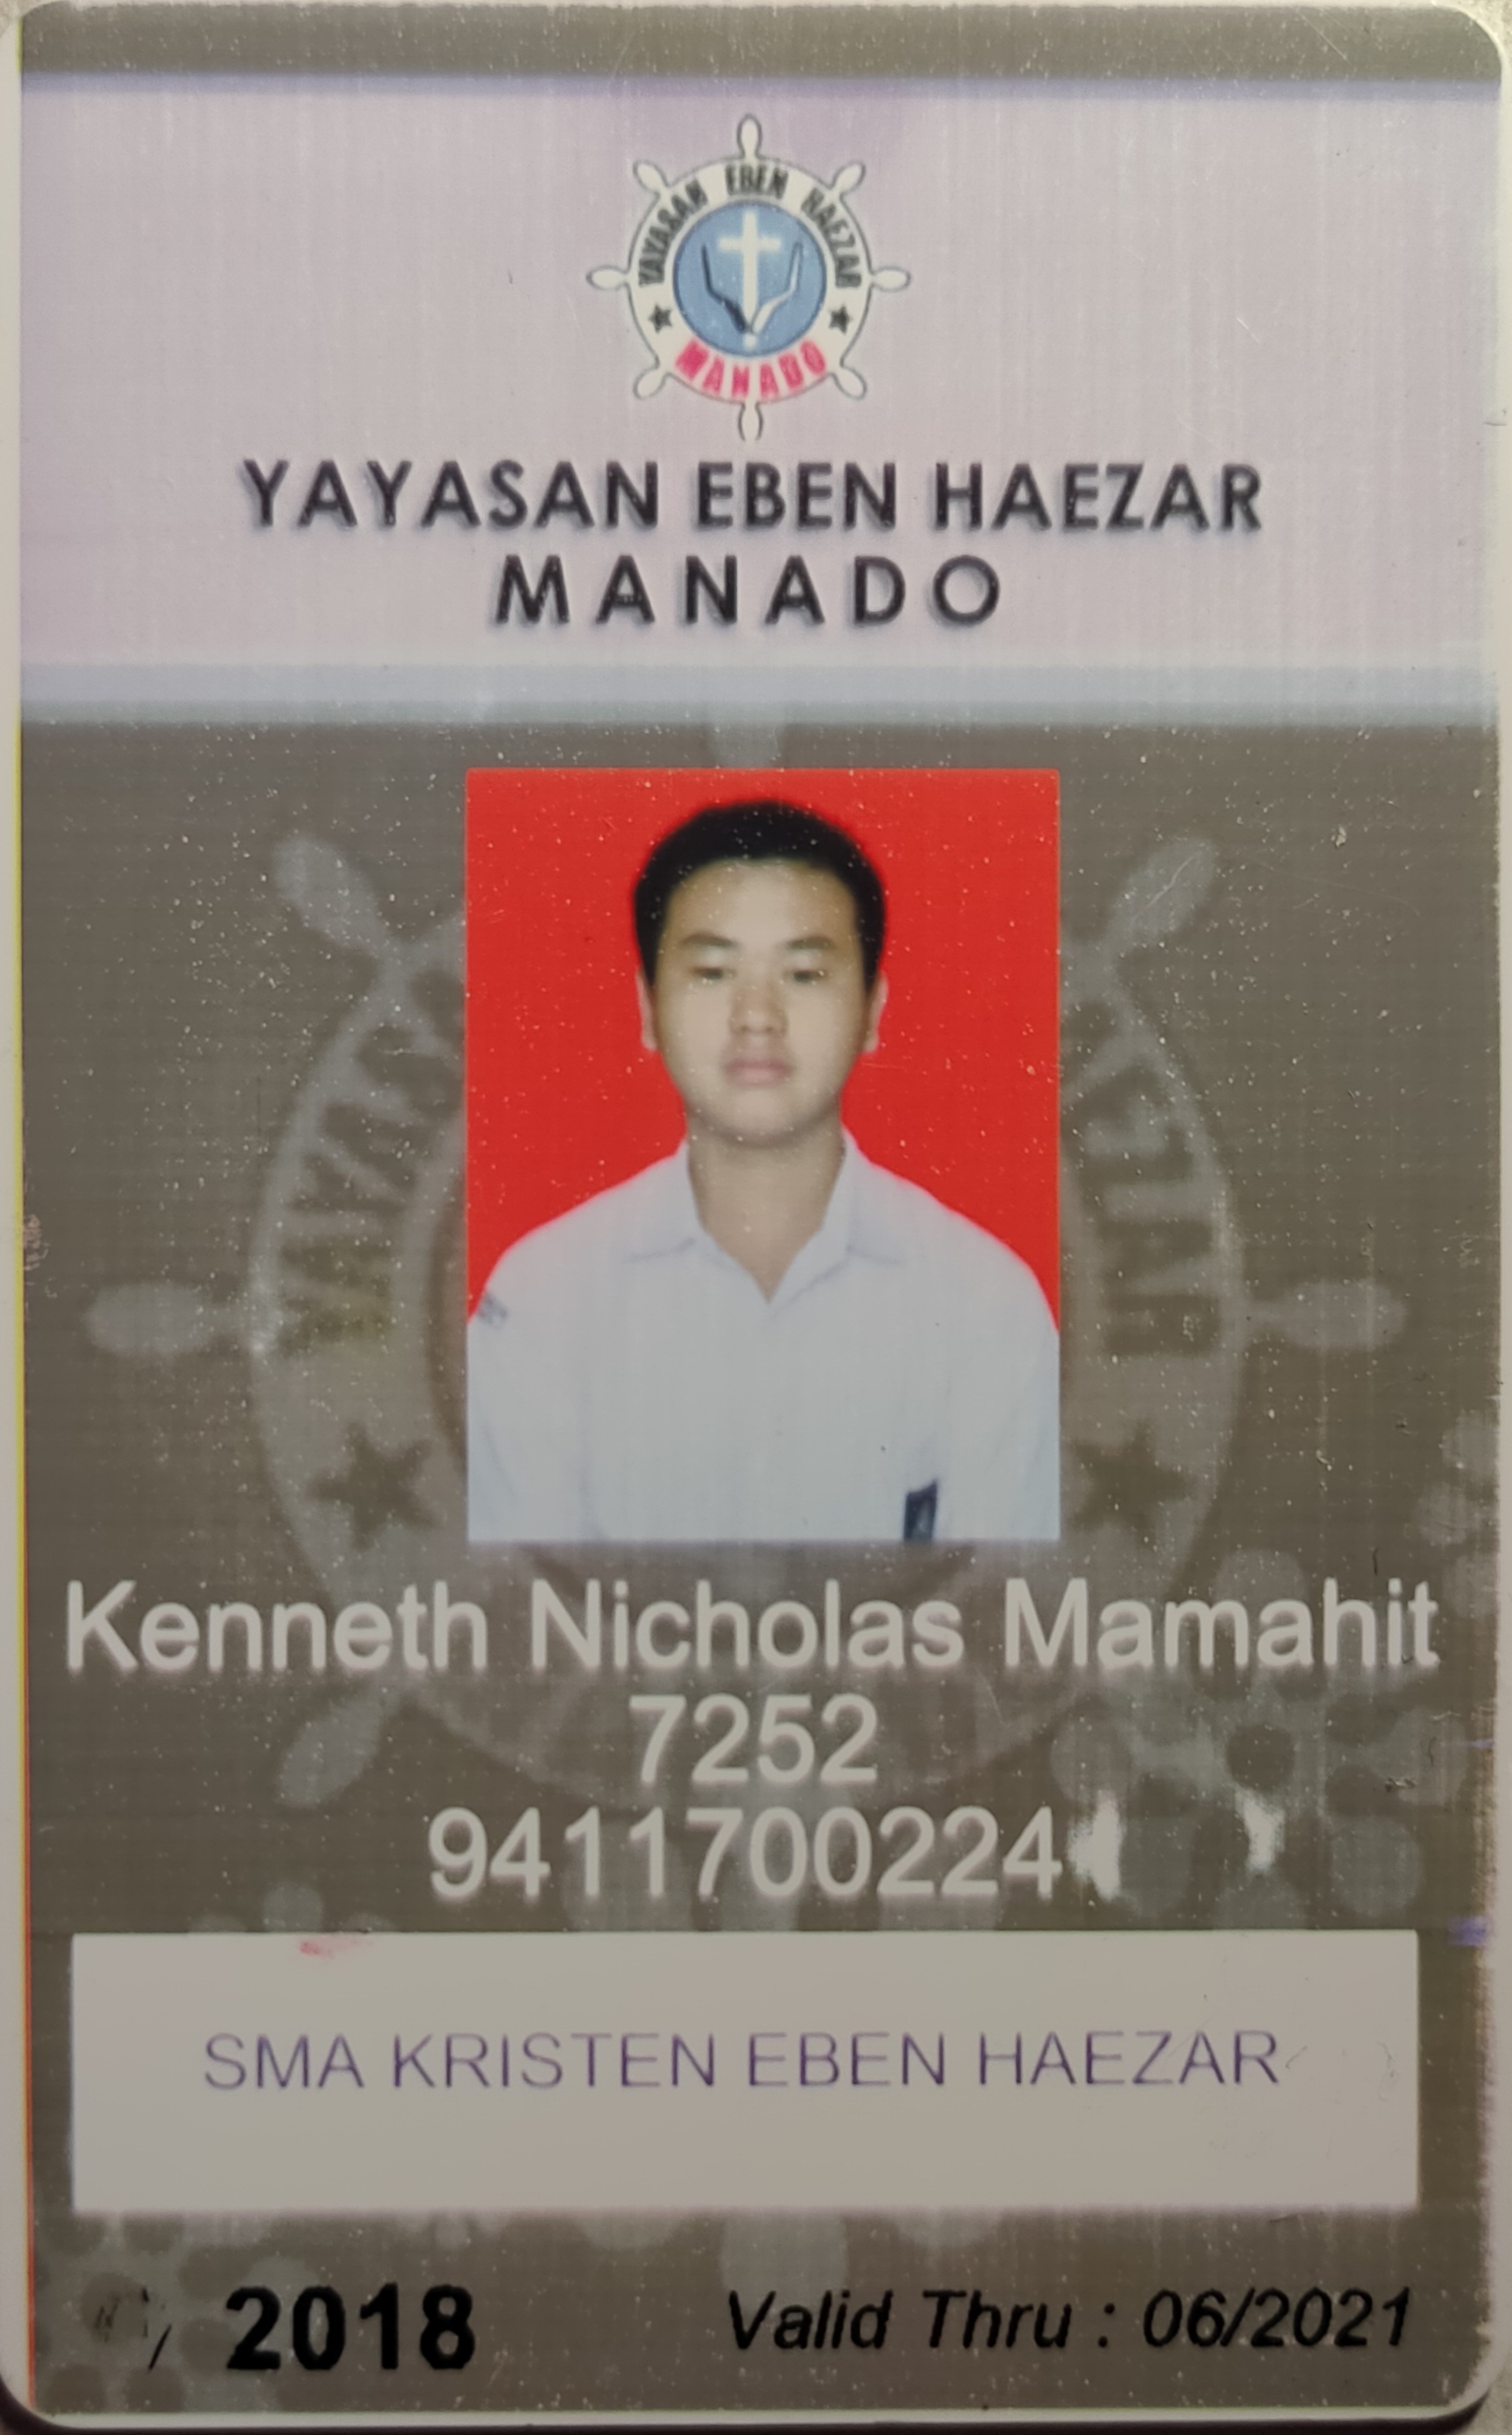 YAYASAN EBEN HAEZAR
MANADO
YAYASAN EBEN HAEZAR
MANADO
Kenneth Nicholas Mamahit
7252
9411700224
SMA KRISTEN EBEN HAEZAR
/ 2018
Valid Thru : 06/2021